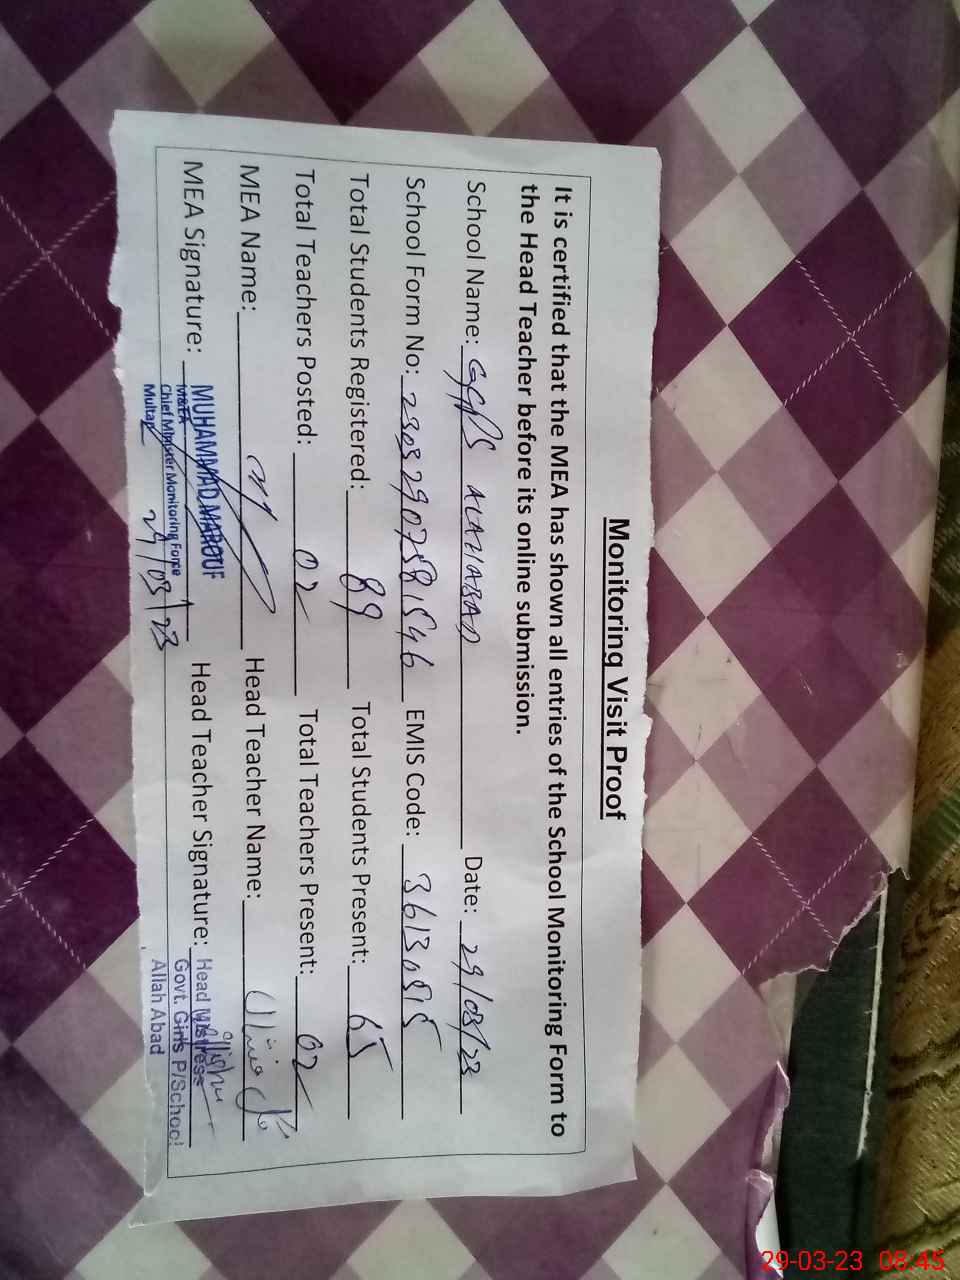 Monitoring Visit Proof
It is certified that the MEA has shown all entries of the School Monitoring Form to
the Head Teacher before its online submission.
School Name: GGPS Date: 29/03/23
School Form No: 23032907581546 EMIS Code:
Total Students Registered: 89 Total Students Present: 65
Total Teachers Posted: 02 Total Teachers Present: 02
MEA Name: Head Teacher Name:
MEA Signature: Head Teacher Signature:
MUHAMMAD MAROUF
M&EA
Chief Minister Monitoring Force
Multan
29/03/23
Head Mistress
Govt. Girls P/School
Allah Abad
29-03-23 08:45